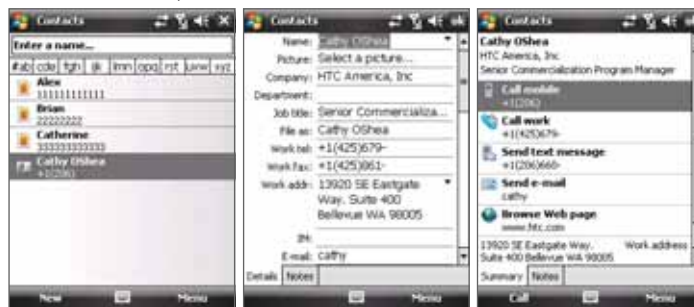 Contacts
Enter a name...
#ab cde fgh ijk lmn opq rst uvw xyz
Alex
11111111111
Brian
22222222
Catherine
333333333333
Cathy OShea
+1(206)
New Menu
Contacts ok
Name: Cathy OShea
Picture: Select a picture...
Company: HTC America, Inc
Department:
Job title: Senior Commercializa...
File as: Cathy OShea
Work tel: +1(425)679-
Work fax: +1(425)861-
Work addr: 13920 SE Eastgate
Way. Suite 400
Bellevue WA 98005
IM:
E-mail: cathy
Details Notes
Menu
Contacts ok
Cathy OShea
HTC America, Inc
Senior Commercialization Program Manager
Call mobile
+1(206)
Call work
+1(425)679-
Send text message
+1(206)660-
Send e-mail
cathy
Browse Web page
www.htc.com
13920 SE Eastgate Way. Work address
Suite 400 Bellevue WA 98005
Summary Notes
Call Menu